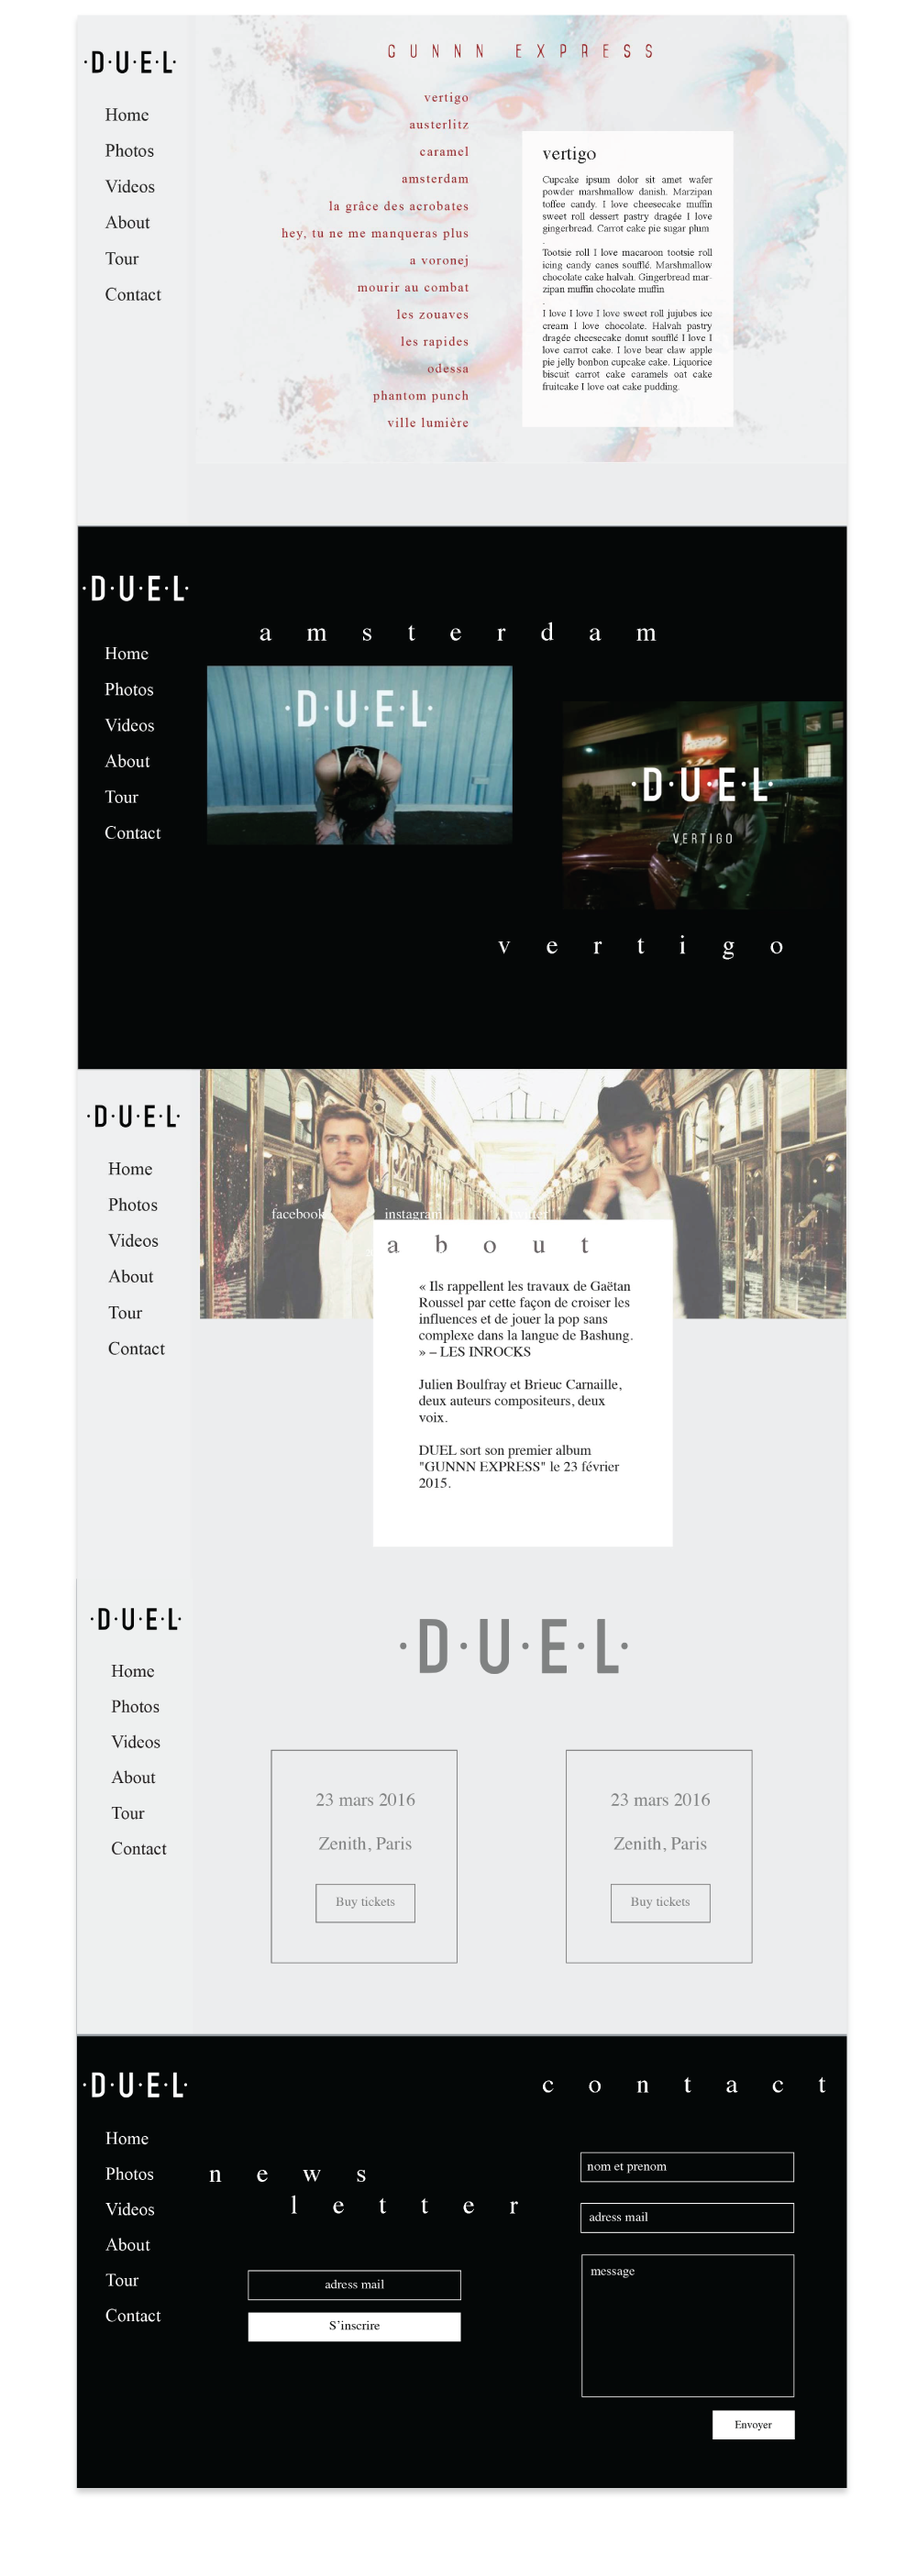 ·D·U·E·L·
Home
Photos
Videos
About
Tour
Contact
GUNNN EXPRESS
vertigo
austerlitz
caramel
amsterdam
la grâce des acrobates
hey, tu ne me manqueras plus
a voronej
mourir au combat
les zouaves
les rapides
odessa
phantom punch
ville lumière
vertigo
Cupcake ipsum dolor sit amet wafer
powder marshmallow danish. Marzipan
toffee candy. I love cheesecake muffin
sweet roll dessert pastry dragée I love
gingerbread. Carrot cake pie sugar plum
.
Tootsie roll I love macaroon tootsie roll
icing candy canes soufflé. Marshmallow
chocolate cake halvah. Gingerbread mar-
zipan muffin chocolate muffin.
.
I love I love I love sweet roll jujubes ice
cream I love chocolate. Halvah pastry
dragée cheesecake donut soufflé I love I
love carrot cake. I love bear claw apple
pie jelly bonbon cupcake cake. Liquorice
biscuit carrot cake caramels oat cake
fruitcake I love oat cake pudding.
·D·U·E·L·
Home
Photos
Videos
About
Tour
Contact
amsterdam
·D·U·E·L·
·D·U·E·L·
VERTIGO
vertigo
·D·U·E·L·
Home
Photos
Videos
About
Tour
Contact
facebook
instagram
about
« Ils rappellent les travaux de Gaëtan
Roussel par cette façon de croiser les
influences et de jouer la pop sans
complexe dans la langue de Bashung.
» – LES INROCKS
Julien Boulfray et Brieuc Carnaille,
deux auteurs compositeurs, deux
voix.
DUEL sort son premier album
"GUNNN EXPRESS" le 23 février
2015.
·D·U·E·L·
Home
Photos
Videos
About
Tour
Contact
·D·U·E·L·
23 mars 2016
Zenith, Paris
Buy tickets
23 mars 2016
Zenith, Paris
Buy tickets
·D·U·E·L·
Home
Photos
Videos
About
Tour
Contact
news
letter
adress mail
S'inscrire
contact
nom et prenom
adress mail
message
Envoyer